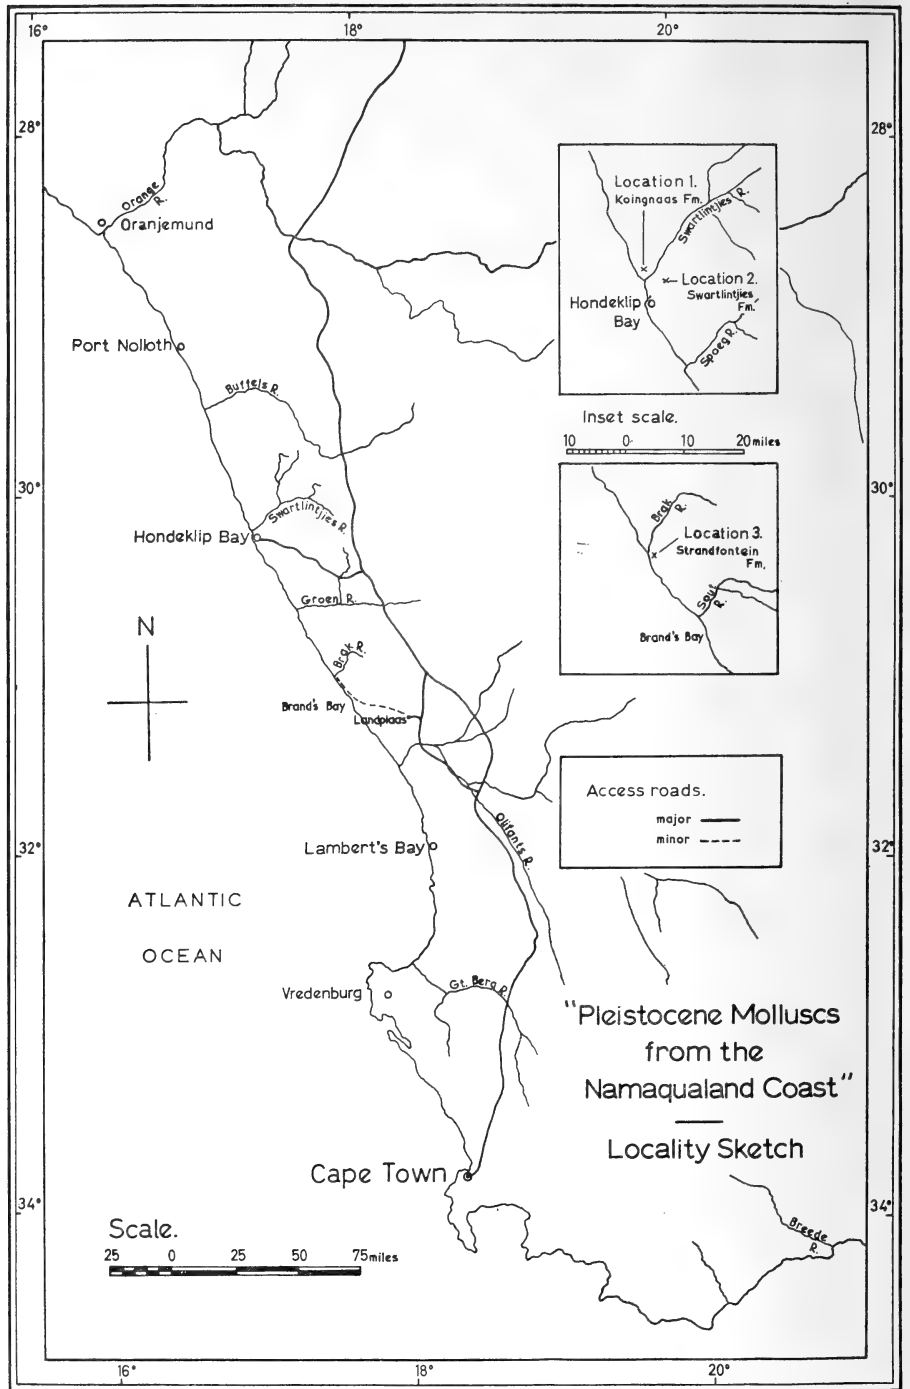 16°
18°
20°
28°
28°
Orange
R.
Oranjemund
Location 1.
Koingnaas Fm.
Swartlintjies R.
Location 2.
Swartlintjies
Fm.
Hondeklip
Bay
Spoeg R.
Port Nolloth
Buffels R.
Inset scale.
10 0 10 20 miles
30°
30°
Swartlintjies R.
Hondeklip Bay
Brak
R.
Location 3.
Strandfontein
Fm.
Sout
R.
Brand's Bay
Groen R.
N
Brak R.
Brand's Bay
Landplaas
Access roads.
major
minor
Olifants R.
32°
32°
Lambert's Bay
ATLANTIC
OCEAN
Vredenburg
Gt. Berg R.
"Pleistocene Molluscs
from the
Namaqualand Coast"
Locality Sketch
Cape Town
34°
34°
Breede
R.
Scale.
25 0 25 50 75 miles
16°
18°
20°